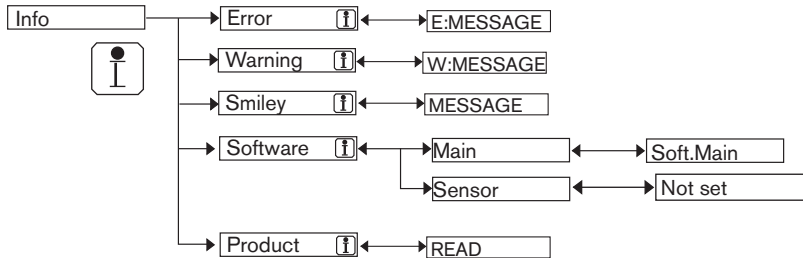 Info
Error E:MESSAGE
Warning W:MESSAGE
Smiley MESSAGE
Software Main Soft.Main
Sensor Not set
Product READ